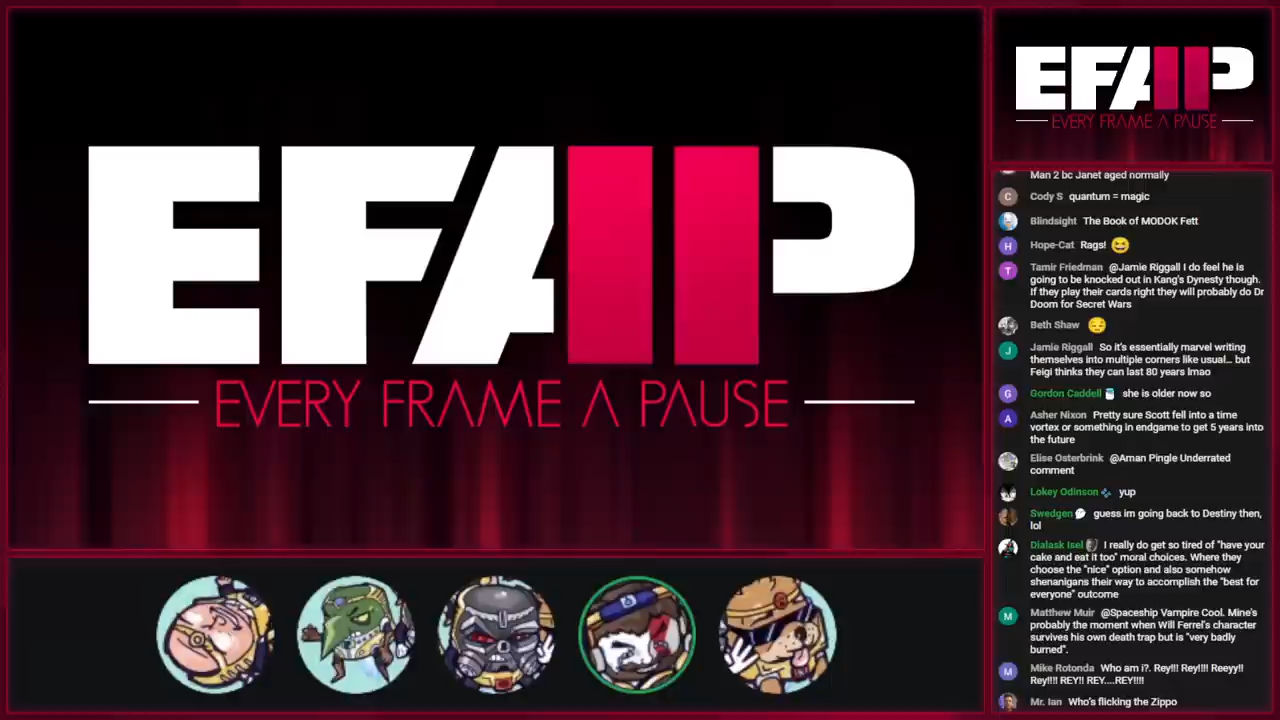 EFAP
EVERY FRAME A PAUSE
EFAP
EVERY FRAME A PAUSE
Man 2 bc Janet aged normally
C Cody S quantum = magic
Blindsight The Book of MODOK Fett
H Hope-Cat Rags!
T Tamir Friedman @Jamie Riggall I do feel he is
going to be knocked out in Kang's Dynesty though.
If they play their cards right they will probably do Dr
Doom for Secret Wars
Beth Shaw
J Jamie Riggall So it's essentially marvel writing
themselves into multiple corners like usual... but
Feigi thinks they can last 80 years lmao
G Gordon Caddell she is older now so
A Asher Nixon Pretty sure Scott fell into a time
vortex or something in endgame to get 5 years into
the future
Elise Osterbrink @Aman Pingle Underrated
comment
Lokey Odinson yup
Swedgen guess im going back to Destiny then,
lol
Dialask Isel I really do get so tired of "have your
cake and eat it too" moral choices. Where they
choose the "nice" option and also somehow
shenanigans their way to accomplish the "best for
everyone" outcome
M Matthew Muir @Spaceship Vampire Cool. Mine's
probably the moment when Will Ferrel's character
survives his own death trap but is "very badly
burned".
M Mike Rotonda Who am i?. Rey!!! Rey!!!! Reeyy!!
Rey!!!! REY!! REY....REY!!!!
Mr. Ian Who's flicking the Zippo